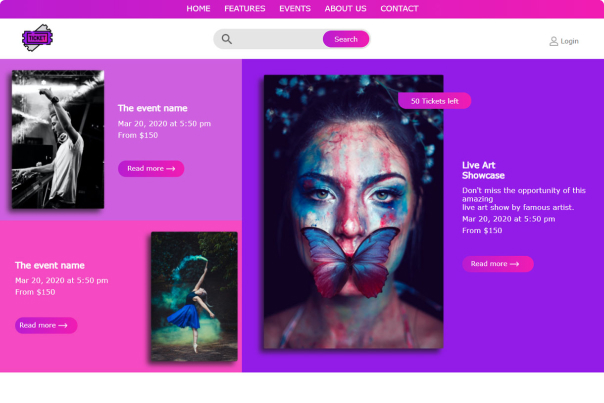 HOME FEATURES EVENTS ABOUT US CONTACT
TICKET
Search
Login
The event name
Mar 20, 2020 at 5:50 pm
From $150
Read more
The event name
Mar 20, 2020 at 5:50 pm
From $150
Read more
50 Tickets left
Live Art
Showcase
Don't miss the opportunity of this
amazing
live art show by famous artist.
Mar 20, 2020 at 5:50 pm
From $150
Read more